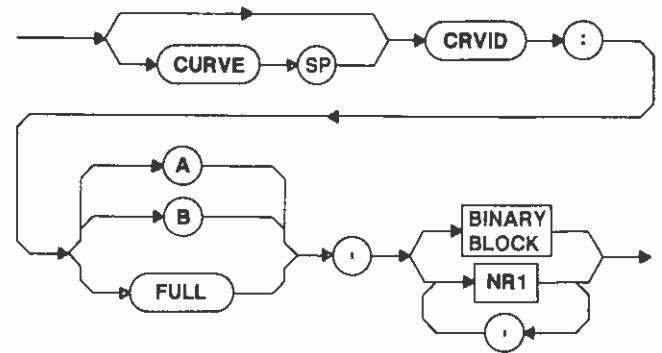 CURVE SP CRVID :
A
B
FULL
,
BINARY
BLOCK
NR1
,